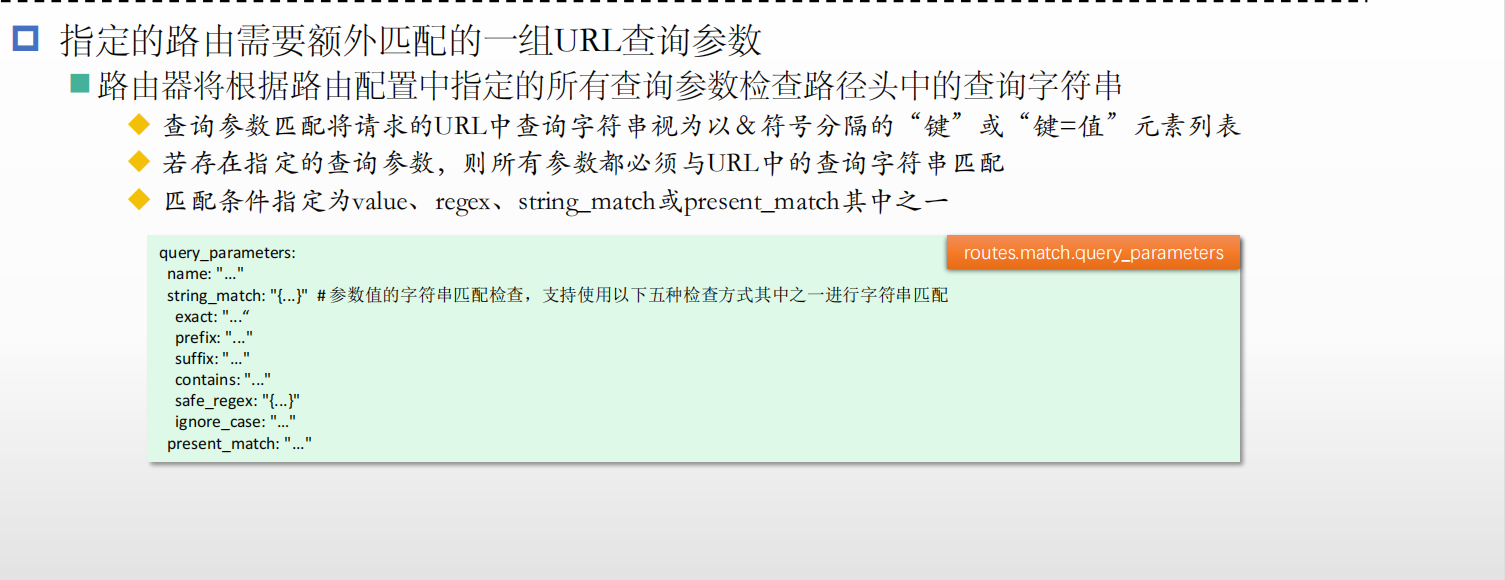 指定的路由需要额外匹配的一组URL查询参数
路由器将根据路由配置中指定的所有查询参数检查路径头中的查询字符串
查询参数匹配将请求的URL中查询字符串视为以＆符号分隔的“键”或“键=值”元素列表
若存在指定的查询参数，则所有参数都必须与URL中的查询字符串匹配
匹配条件指定为value、regex、string_match或present_match其中之一
routes.match.query_parameters
query_parameters:
name: "..."
string_match: "{...}" # 参数值的字符串匹配检查，支持使用以下五种检查方式其中之一进行字符串匹配
exact: "...“
prefix: "..."
suffix: "..."
contains: "..."
safe_regex: "{...}"
ignore_case: "..."
present_match: "..."